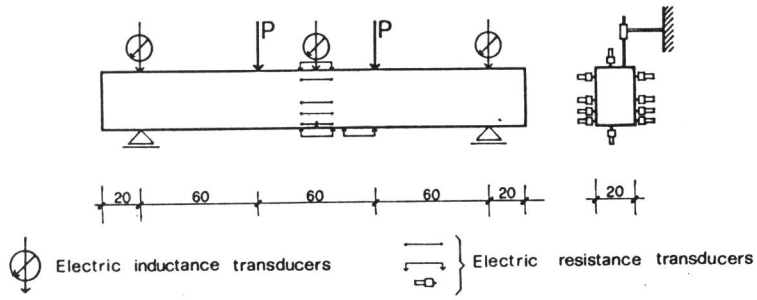 P P
20 60 60 60 20 20
Electric inductance transducers
Electric resistance transducers